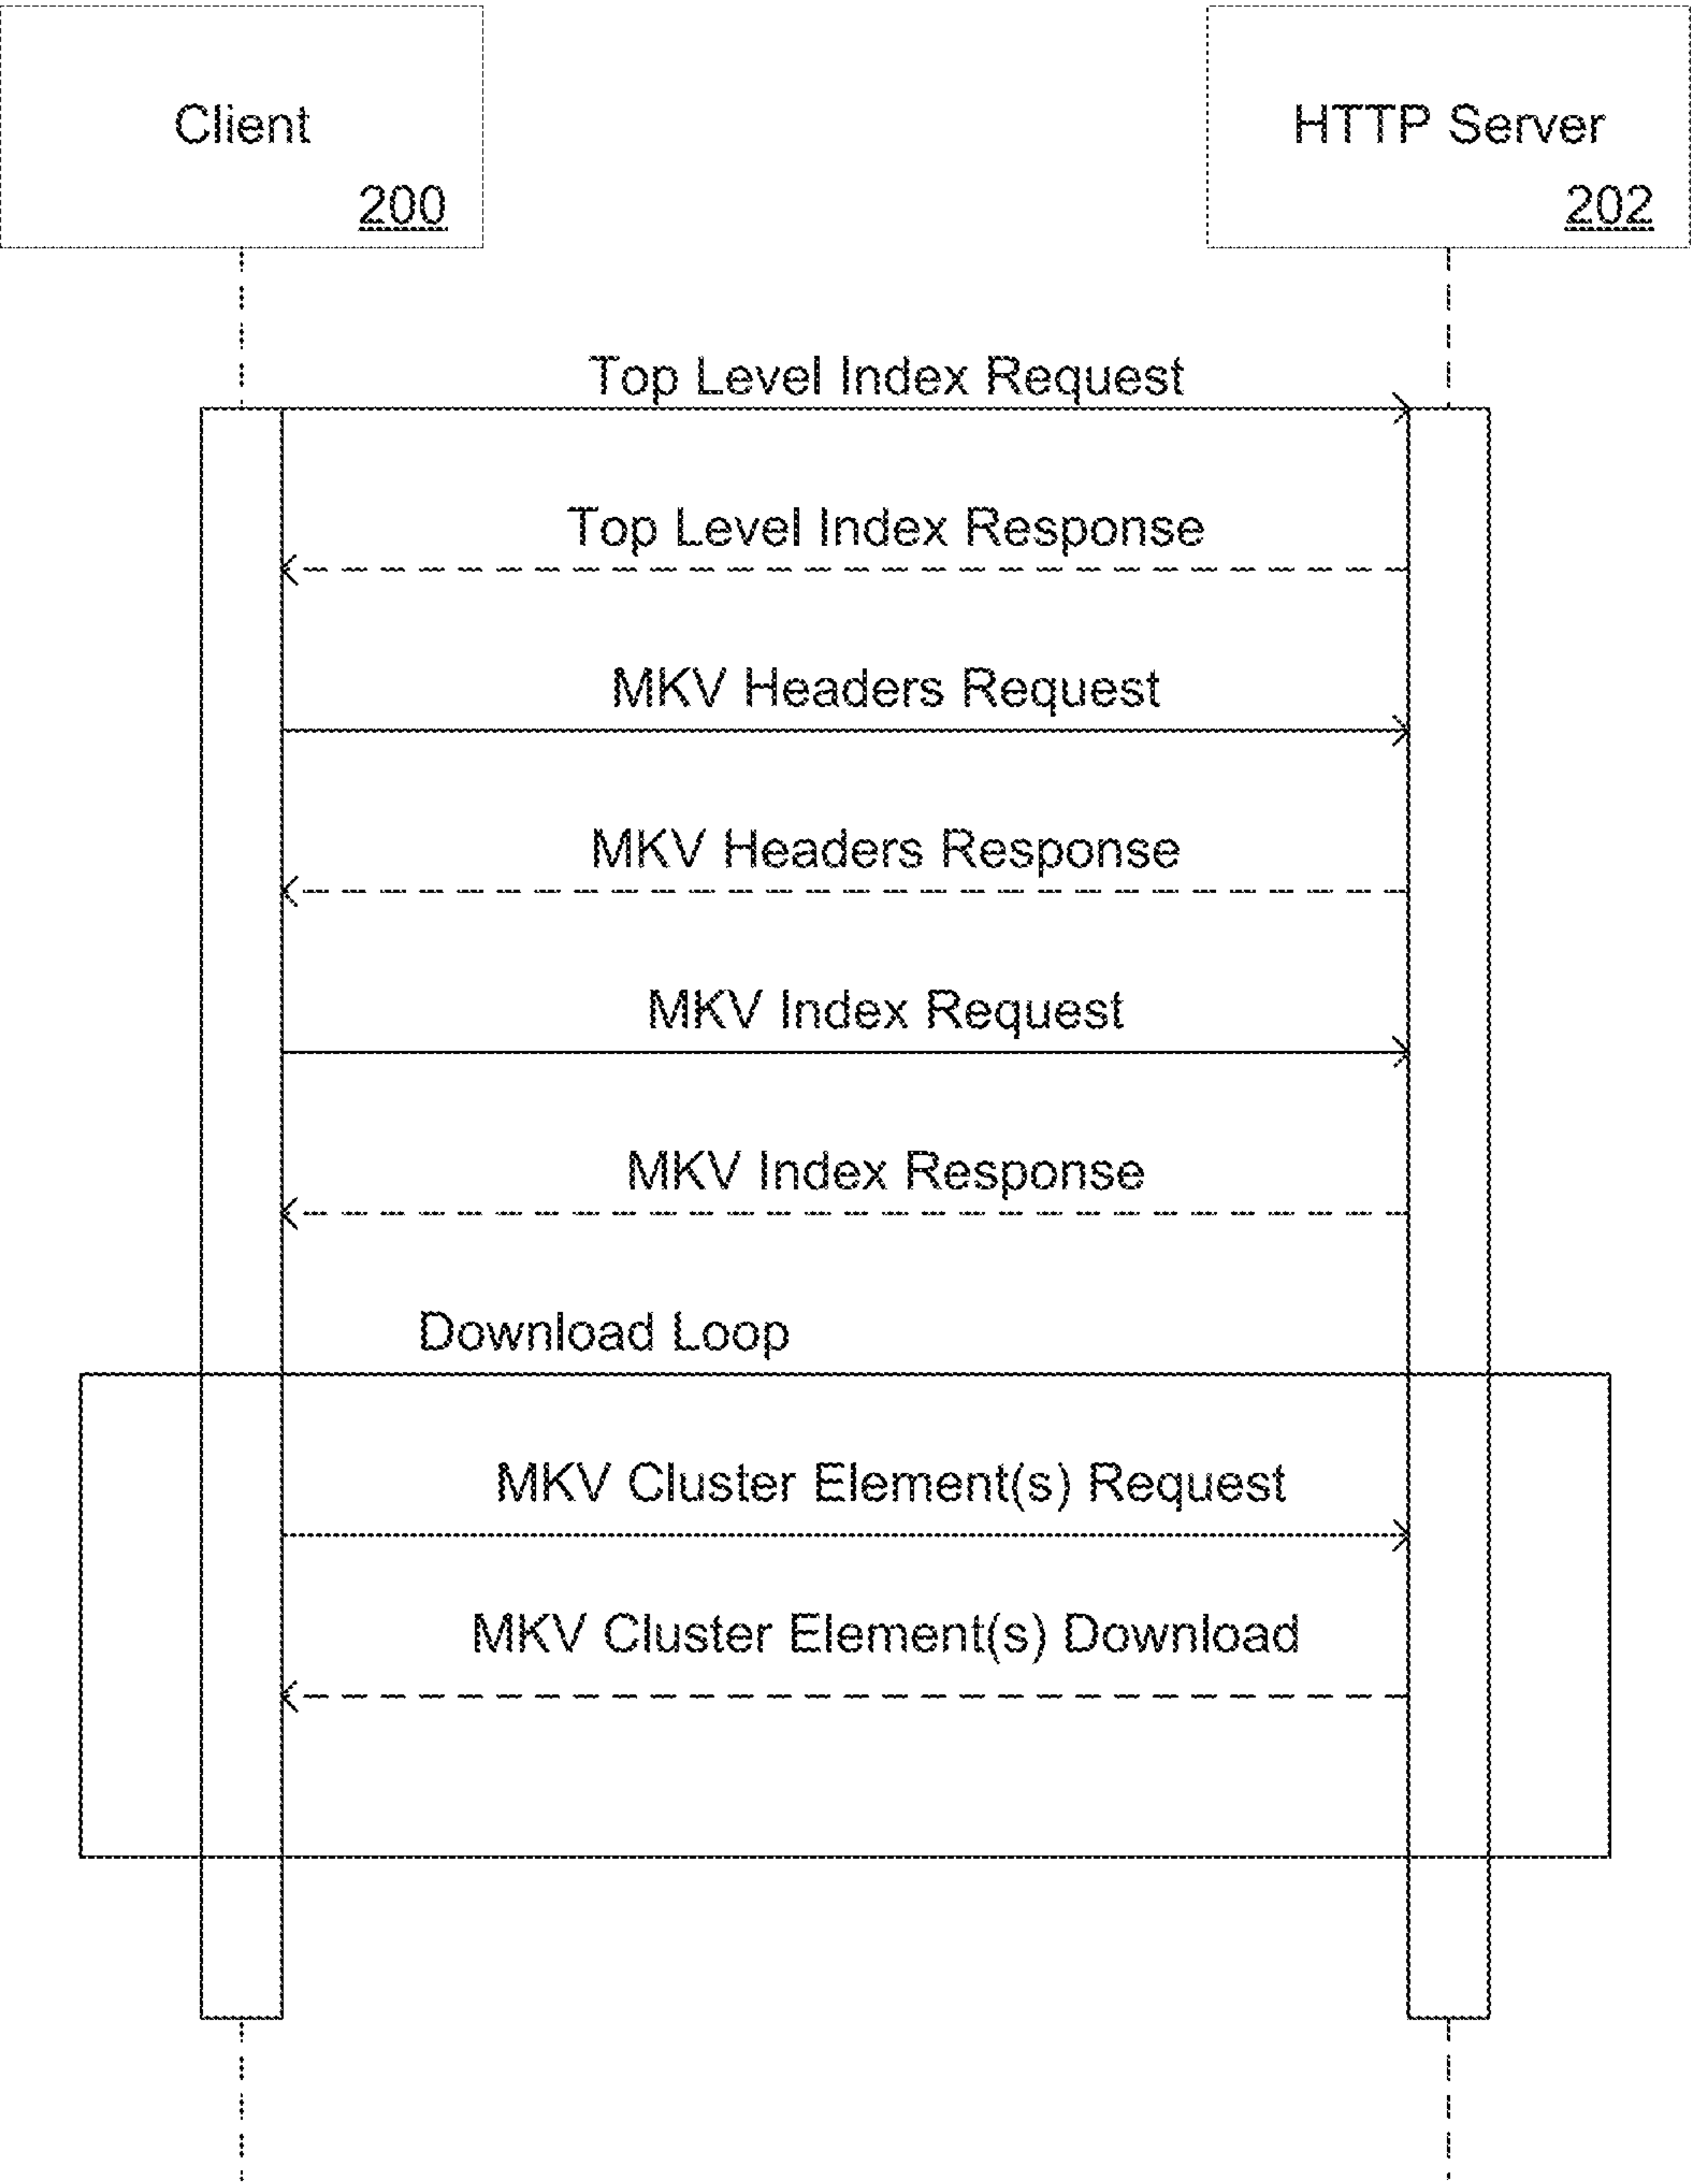 Client
200
HTTP Server
202
Top Level Index Request
Top Level Index Response
MKV Headers Request
MKV Headers Response
MKV Index Request
MKV Index Response
Download Loop
MKV Cluster Element(s) Request
MKV Cluster Element(s) Download